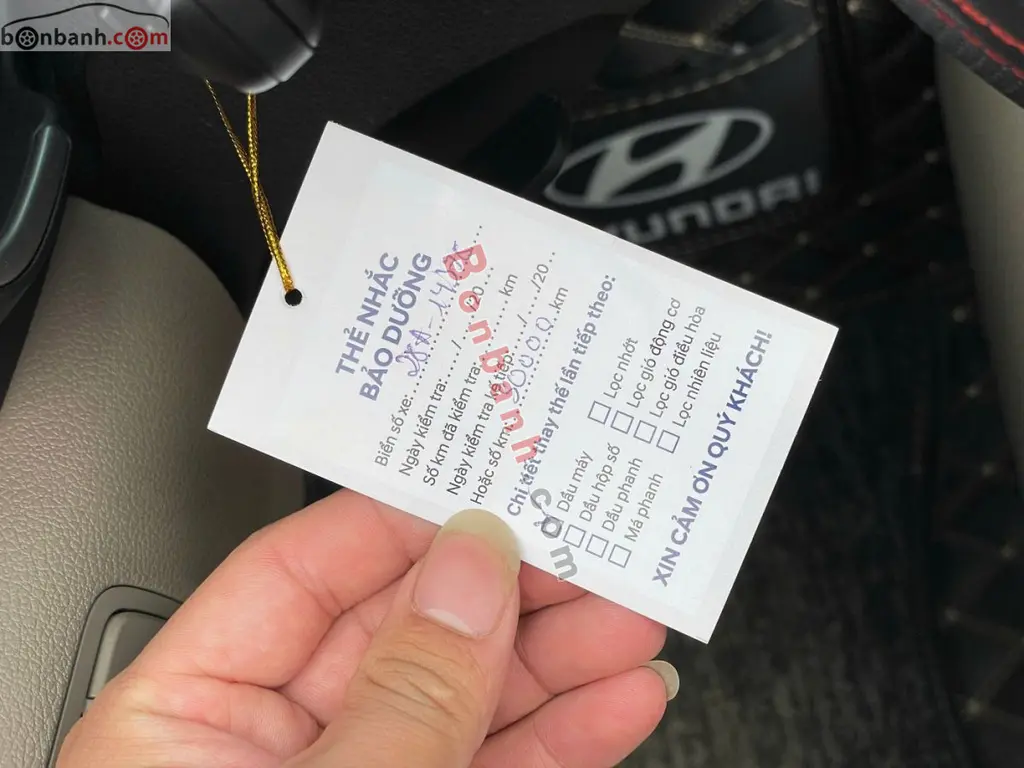 bonbanh.com
HYUNDAI
THẺ NHẮC
BẢO DƯỠNG
Biển số xe:
Ngày kiểm tra:....../....../20...
Số km đã kiểm tra:............km
Ngày kiểm tra kế tiếp:....../....../20...
Hoặc số km: 50000 km
Chi tiết thay thế lần tiếp theo:
Dầu máy
Lọc nhớt
Dầu hộp số
Lọc gió động cơ
Dầu phanh
Lọc gió điều hòa
Má phanh
Lọc nhiên liệu
XIN CẢM ƠN QUÝ KHÁCH!
Bonbanh.com